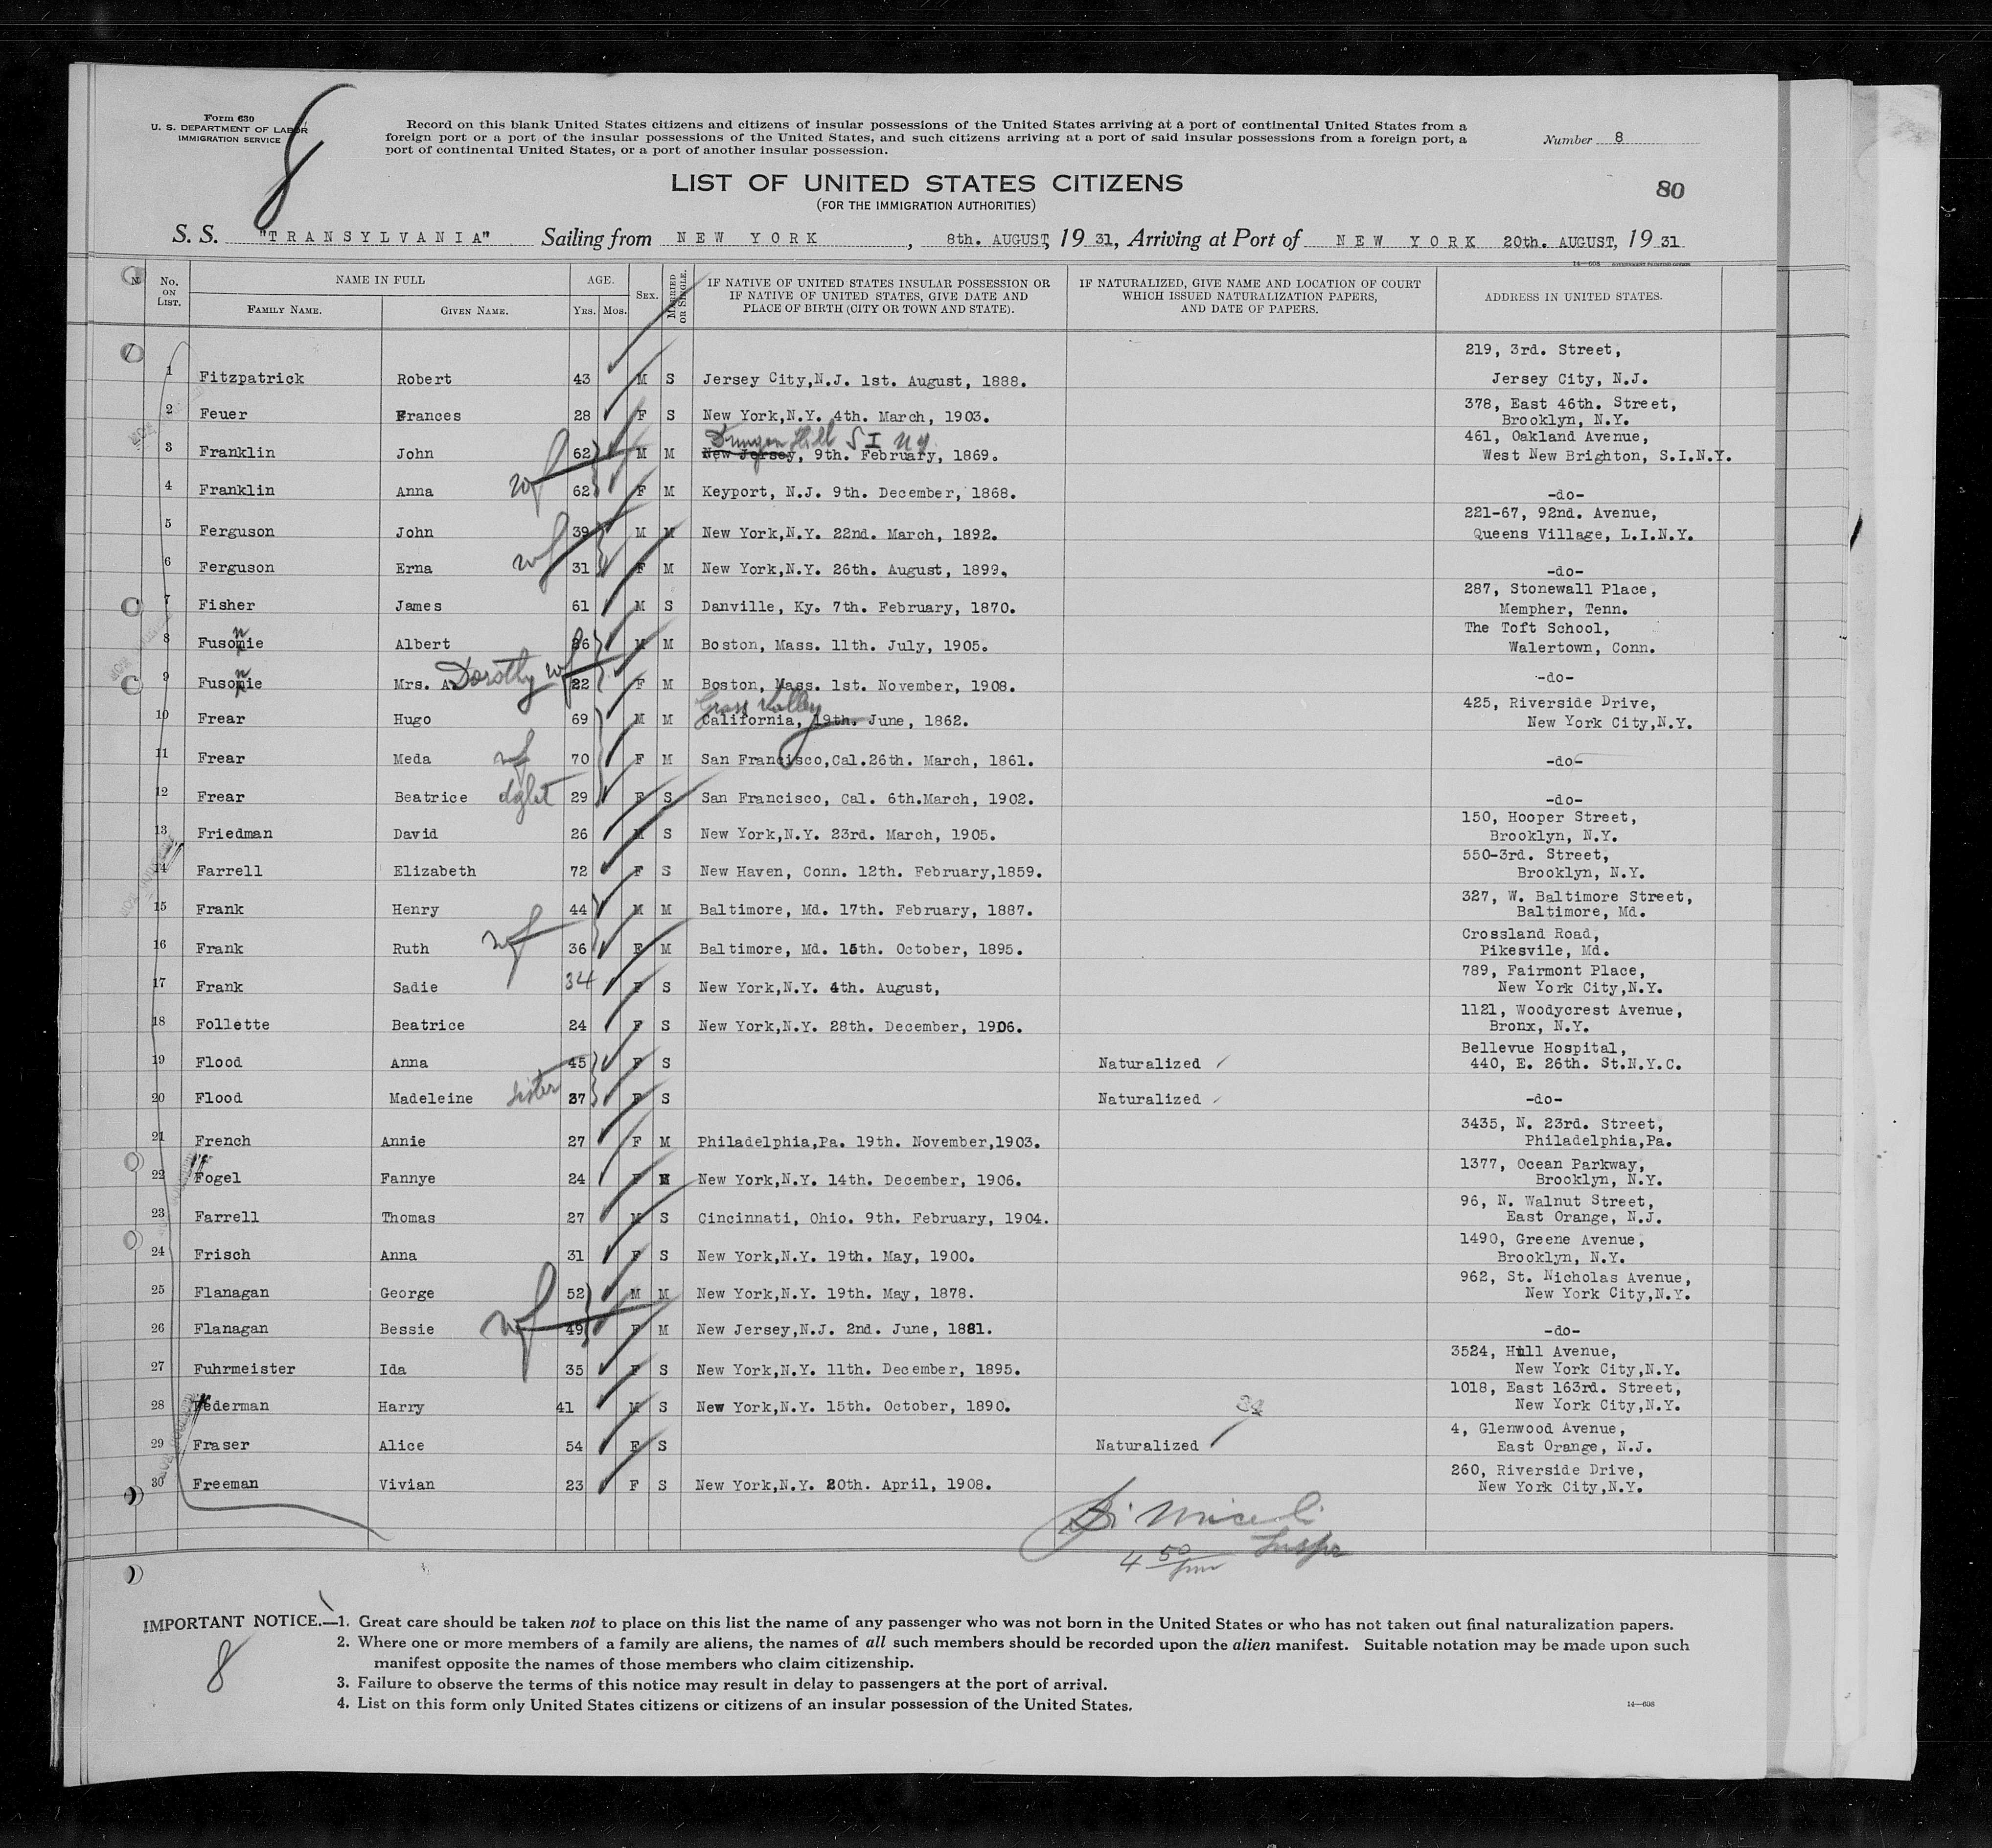 Form 630
U. S. DEPARTMENT OF LABOR
IMMIGRATION SERVICE
8
Record on this blank United States citizens and citizens of insular possessions of the United States arriving at a port of continental United States from a
foreign port or a port of the insular possessions of the United States, and such citizens arriving at a port of said insular possessions from a foreign port, a
port of continental United States, or a port of another insular possession.
Number 8
LIST OF UNITED STATES CITIZENS
(FOR THE IMMIGRATION AUTHORITIES)
80
S. S. "TRANSYLVANIA" Sailing from NEW YORK, 8th. AUGUST, 1931, Arriving at Port of NEW YORK 20th. AUGUST, 1931
14—608 GOVERNMENT PRINTING OFFICE
No. ON LIST. NAME IN FULL FAMILY NAME. GIVEN NAME. AGE. YRS. MOS. SEX. MARRIED OR SINGLE. IF NATIVE OF UNITED STATES INSULAR POSSESSION OR IF NATIVE OF UNITED STATES, GIVE DATE AND PLACE OF BIRTH (CITY OR TOWN AND STATE). IF NATURALIZED, GIVE NAME AND LOCATION OF COURT WHICH ISSUED NATURALIZATION PAPERS, AND DATE OF PAPERS. ADDRESS IN UNITED STATES.
219, 3rd. Street,
1 Fitzpatrick Robert 43 M S Jersey City,N.J. 1st. August, 1888. Jersey City, N.J.
378, East 46th. Street,
2 Feuer Frances 28 F S New York,N.Y. 4th. March, 1903. Brooklyn, N.Y.
Hill S I N Y 461, Oakland Avenue,
3 Franklin John 62 M M New Jersey, 9th. February, 1869. West New Brighton, S.I.N.Y.
4 Franklin Anna wf 62 F M Keyport, N.J. 9th. December, 1868. -do-
221-67, 92nd. Avenue,
5 Ferguson John 39 M M New York,N.Y. 22nd. March, 1892. Queens Village, L.I.N.Y.
6 Ferguson Erna wf 31 F M New York,N.Y. 26th. August, 1899. -do-
287, Stonewall Place,
7 Fisher James 61 M S Danville, Ky. 7th. February, 1870. Mempher, Tenn.
The Toft School,
8 Fusonie Albert 26 M M Boston, Mass. 11th. July, 1905. Walertown, Conn.
9 Fusonie Mrs. A Dorothy wf 22 F M Boston, Mass. 1st. November, 1908. -do-
Grass Valley 425, Riverside Drive,
10 Frear Hugo 69 M M California, 19th. June, 1862. New York City,N.Y.
11 Frear Meda wf 70 F M San Francisco,Cal.26th. March, 1861. -do-
12 Frear Beatrice dght 29 F S San Francisco, Cal. 6th.March, 1902. -do-
150, Hooper Street,
13 Friedman David 26 M S New York,N.Y. 23rd. March, 1905. Brooklyn, N.Y.
550-3rd. Street,
14 Farrell Elizabeth 72 F S New Haven, Conn. 12th. February,1859. Brooklyn, N.Y.
327, W. Baltimore Street,
15 Frank Henry 44 M M Baltimore, Md. 17th. February, 1887. Baltimore, Md.
Crossland Road,
16 Frank Ruth wf 36 F M Baltimore, Md. 15th. October, 1895. Pikesvile, Md.
789, Fairmont Place,
17 Frank Sadie 34 F S New York,N.Y. 4th. August, New York City,N.Y.
1121, Woodycrest Avenue,
18 Follette Beatrice 24 F S New York,N.Y. 28th. December, 1906. Bronx, N.Y.
Bellevue Hospital,
19 Flood Anna 45 F S Naturalized 440, E. 26th. St.N.Y.C.
20 Flood Madeleine sister 37 F S Naturalized -do-
3435, N. 23rd. Street,
21 French Annie 27 F M Philadelphia,Pa. 19th. November,1903. Philadelphia,Pa.
1377, Ocean Parkway,
22 Fogel Fannye 24 F M New York,N.Y. 14th. December, 1906. Brooklyn, N.Y.
96, N. Walnut Street,
23 Farrell Thomas 27 M S Cincinnati, Ohio. 9th. February, 1904. East Orange, N.J.
1490, Greene Avenue,
24 Frisch Anna 31 F S New York,N.Y. 19th. May, 1900. Brooklyn, N.Y.
962, St. Nicholas Avenue,
25 Flanagan George 52 M M New York,N.Y. 19th. May, 1878. New York City,N.Y.
26 Flanagan Bessie wf 49 F M New Jersey,N.J. 2nd. June, 1881. -do-
3524, Hull Avenue,
27 Fuhrmeister Ida 35 F S New York,N.Y. 11th. December, 1895. New York City,N.Y.
1018, East 163rd. Street,
28 Federman Harry 41 M S New York,N.Y. 15th. October, 1890. New York City,N.Y.
4, Glenwood Avenue,
29 Fraser Alice 54 F S Naturalized East Orange, N.J.
260, Riverside Drive,
30 Freeman Vivian 23 F S New York,N.Y. 20th. April, 1908. New York City,N.Y.
4 50 pm
IMPORTANT NOTICE.—1. Great care should be taken not to place on this list the name of any passenger who was not born in the United States or who has not taken out final naturalization papers.
2. Where one or more members of a family are aliens, the names of all such members should be recorded upon the alien manifest. Suitable notation may be made upon such
manifest opposite the names of those members who claim citizenship.
3. Failure to observe the terms of this notice may result in delay to passengers at the port of arrival.
4. List on this form only United States citizens or citizens of an insular possession of the United States.
8
14—608